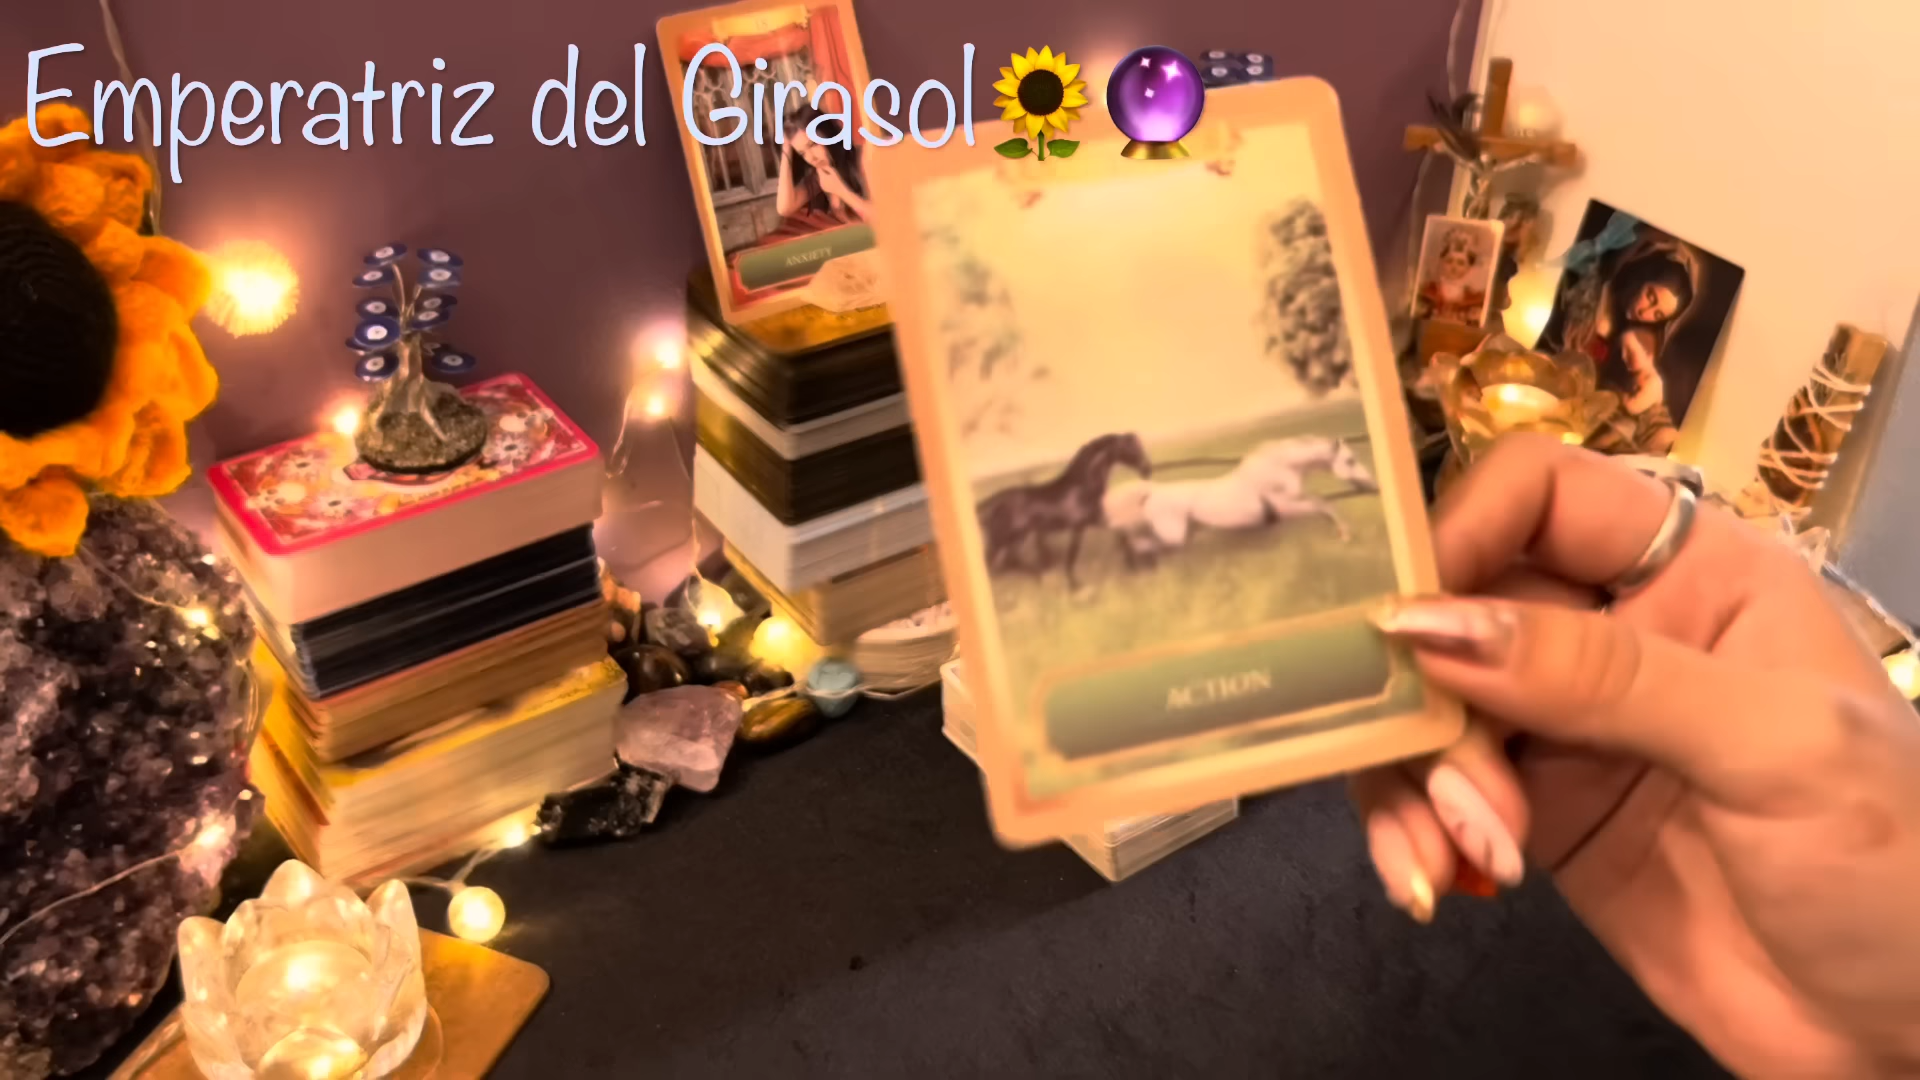 Emperatriz del Girasol🌻🔮
ANXIETY
ACTION